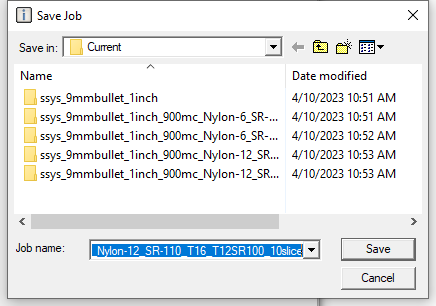 Save Job
Save in: Current
Name Date modified
ssys_9mmbullet_1inch 4/10/2023 10:51 AM
ssys_9mmbullet_1inch_900mc_Nylon-6_SR-... 4/10/2023 10:51 AM
ssys_9mmbullet_1inch_900mc_Nylon-6_SR-... 4/10/2023 10:52 AM
ssys_9mmbullet_1inch_900mc_Nylon-12_SR... 4/10/2023 10:53 AM
ssys_9mmbullet_1inch_900mc_Nylon-12_SR... 4/10/2023 10:53 AM
Job name: _Nylon-12_SR-110_T16_T12SR100_10slice Save
Cancel